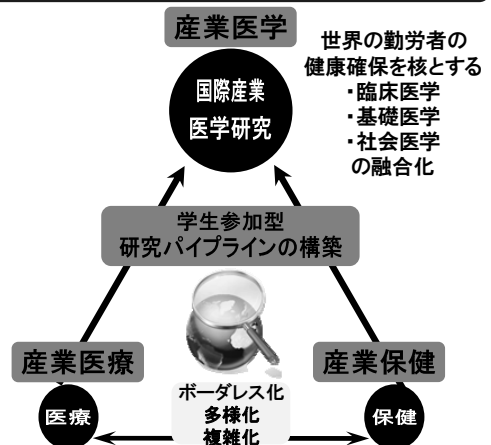 産業医学
国際産業
医学研究
世界の勤労者の
健康確保を核とする
・臨床医学
・基礎医学
・社会医学
の融合化
学生参加型
研究パイプラインの構築
産業医療
産業保健
医療
ボーダレス化
多様化
複雑化
保健